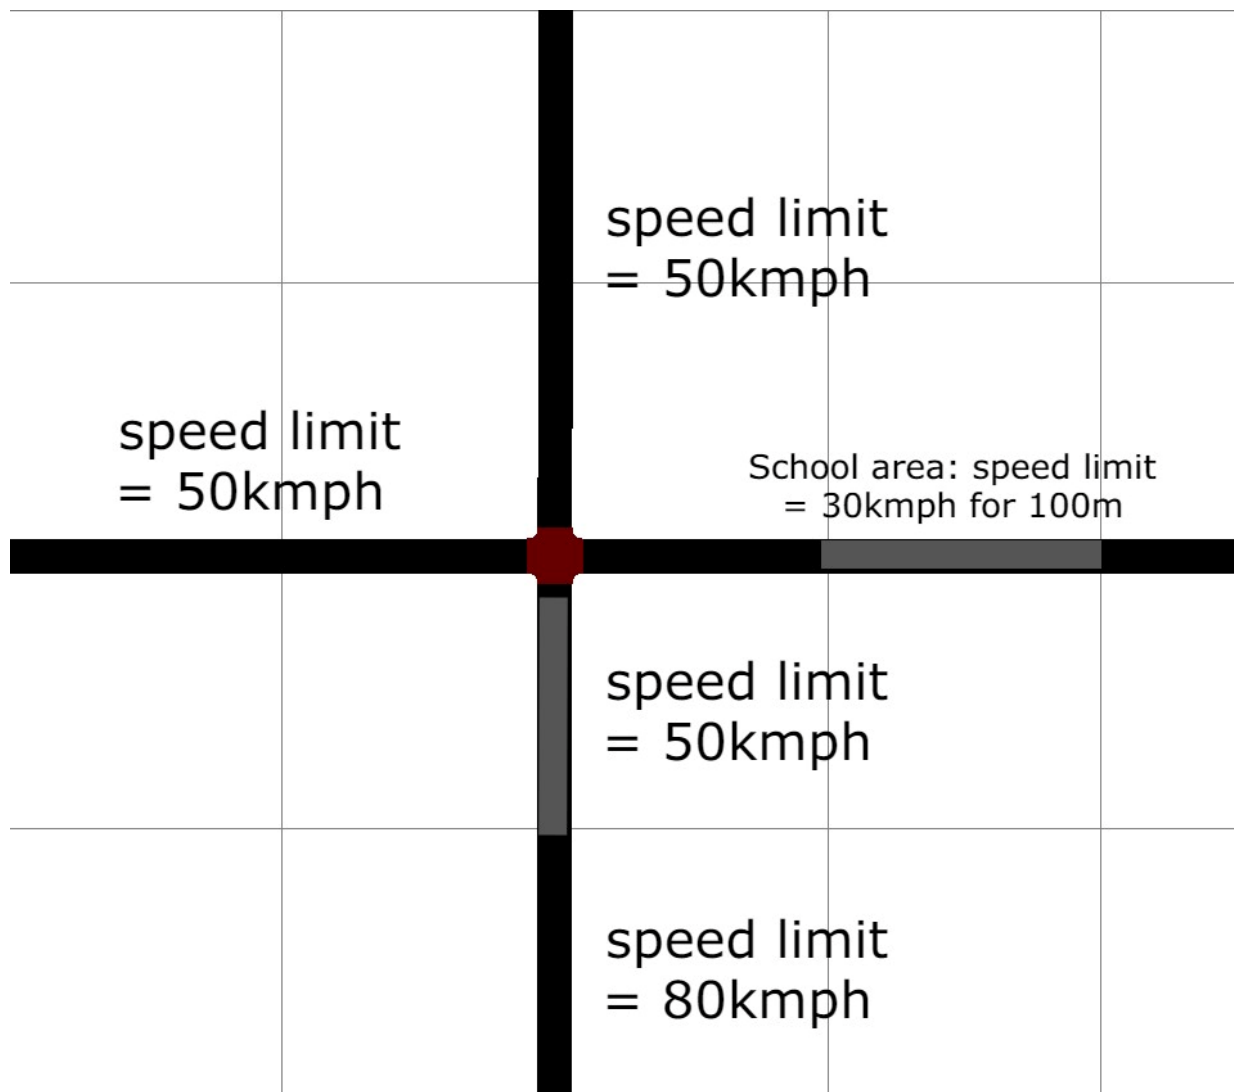 speed limit
= 50kmph
speed limit
= 50kmph
School area: speed limit
= 30kmph for 100m
speed limit
= 50kmph
speed limit
= 80kmph